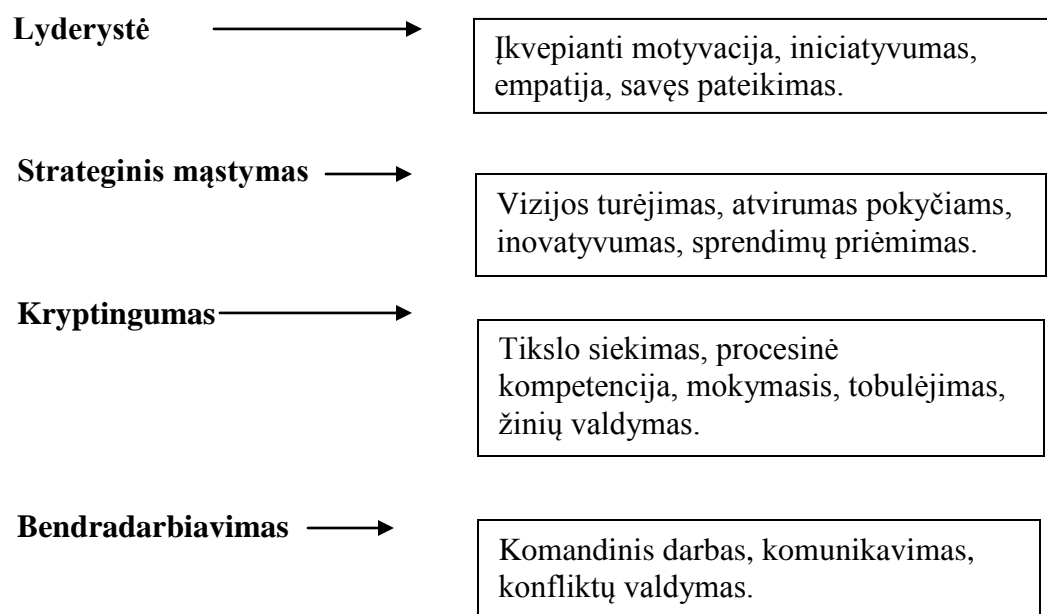 Lyderystė
Įkvepianti motyvacija, iniciatyvumas,
empatija, savęs pateikimas.
Strateginis mąstymas
Vizijos turėjimas, atvirumas pokyčiams,
inovatyvumas, sprendimų priėmimas.
Kryptingumas
Tikslo siekimas, procesinė
kompetencija, mokymasis, tobulėjimas,
žinių valdymas.
Bendradarbiavimas
Komandinis darbas, komunikavimas,
konfliktų valdymas.